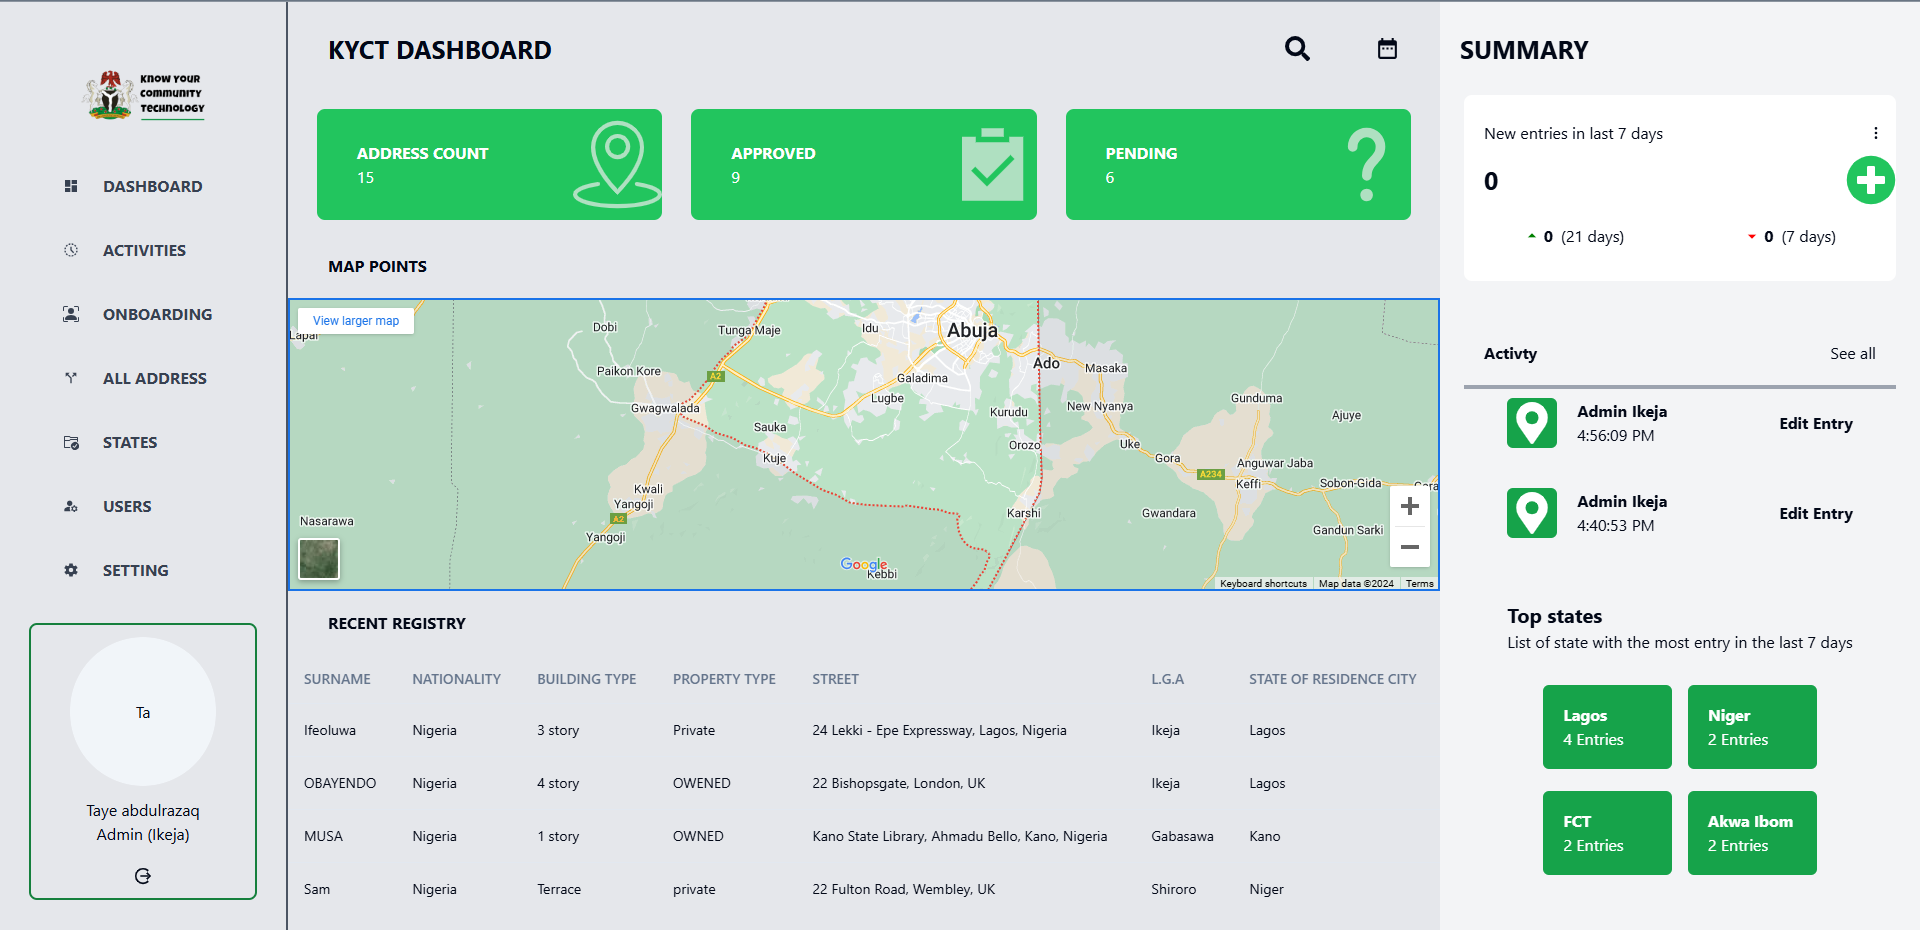 KNOW YOUR
COMMUNITY
TECHNOLOGY
DASHBOARD
ACTIVITIES
ONBOARDING
ALL ADDRESS
STATES
USERS
SETTING
Ta
Taye abdulrazaq
Admin (Ikeja)
KYCT DASHBOARD
ADDRESS COUNT
15
APPROVED
9
PENDING
6
MAP POINTS
View larger map
Lapai
Dobi
Tunga Maje
Idu
Abuja
Paikon Kore
A2
Galadima
Ado
Masaka
Gwagwalada
Lugbe
Kurudu
New Nyanya
Gunduma
Ajuye
Sauka
Orozo
Uke
Kuje
Gora
A234
Anguwar Jaba
Keffi
Sobon-Gida
Kwali
Yangoji
A2
Yangoji
Karshi
Gwandara
Gandun Sarki
Nasarawa
Google
Kebbi
Keyboard shortcuts
Map data ©2024
Terms
RECENT REGISTRY
SURNAME NATIONALITY BUILDING TYPE PROPERTY TYPE STREET L.G.A STATE OF RESIDENCE CITY
Ifeoluwa Nigeria 3 story Private 24 Lekki - Epe Expressway, Lagos, Nigeria Ikeja Lagos
OBAYENDO Nigeria 4 story OWENED 22 Bishopsgate, London, UK Ikeja Lagos
MUSA Nigeria 1 story OWNED Kano State Library, Ahmadu Bello, Kano, Nigeria Gabasawa Kano
Sam Nigeria Terrace private 22 Fulton Road, Wembley, UK Shiroro Niger
SUMMARY
New entries in last 7 days
0
0 (21 days)
0 (7 days)
Activty See all
Admin Ikeja
4:56:09 PM
Edit Entry
Admin Ikeja
4:40:53 PM
Edit Entry
Top states
List of state with the most entry in the last 7 days
Lagos
4 Entries
Niger
2 Entries
FCT
2 Entries
Akwa Ibom
2 Entries